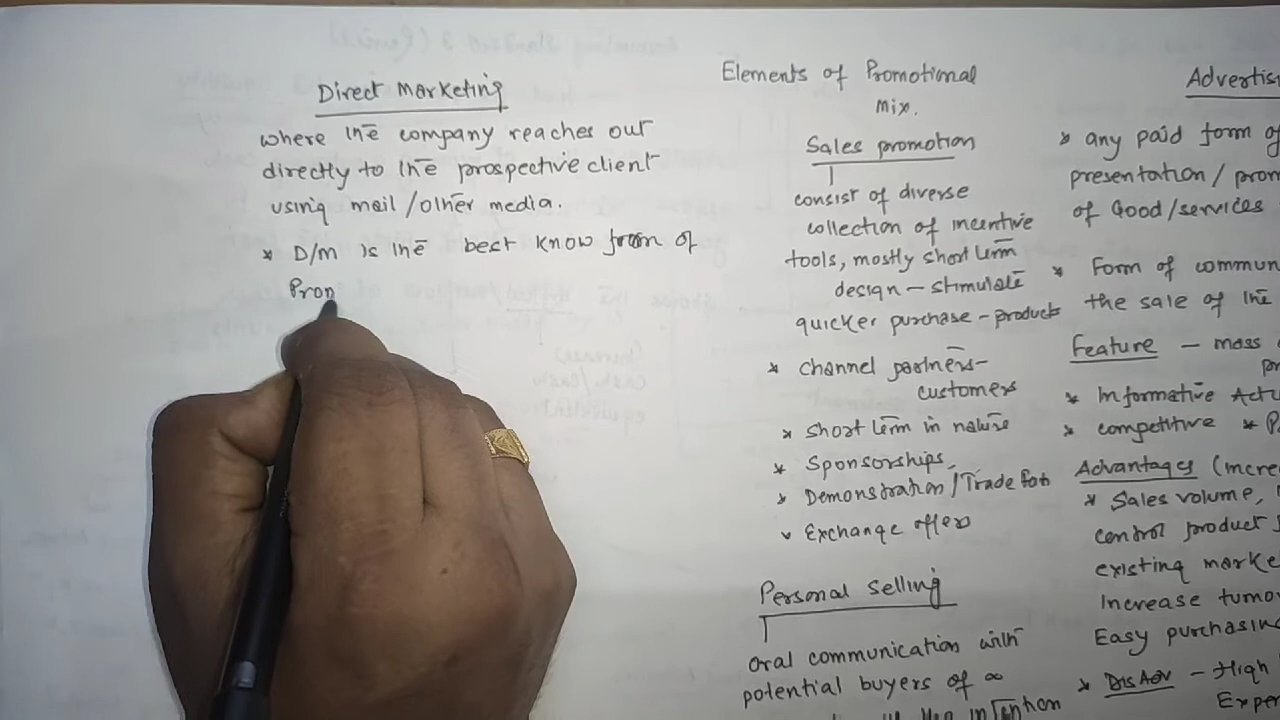 Direct Marketing
where the company reaches out
directly to the prospective client
using mail/other media.
* D/M is the best know from of
Prom
Elements of Promotional
Mix.
Sales promotion
consist of diverse
collection of incentive
tools, mostly short term
design - stimulate
quicker purchase - products
* channel partners-
customers
* short term in nature
* Sponsorships,
* Demonstration/Trade
Exchange offers
Personal Selling
oral communication with
potential buyers of
intention
Advertis
* any paid form of
presentation/prom
of Good/services
* Form of commun
the sale of the
Feature - mass
* Informative
* competitive *
Advantages (Incre
* Sales volume,
control product
existing marke
Increase
Easy purchasin
* DisAdv - High
Expe